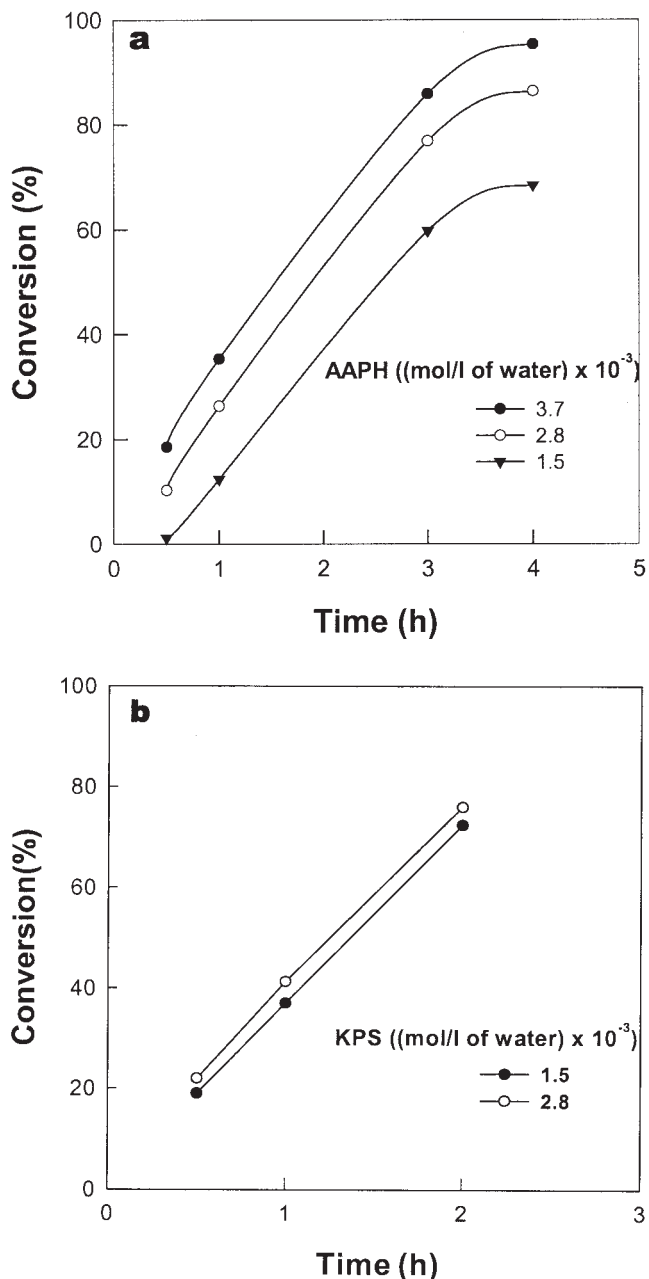 a
100
80
60
40
20
0
Conversion (%)
AAPH ((mol/l of water) x 10-3)
3.7
2.8
1.5
0 1 2 3 4 5
Time (h)
b
100
80
60
40
20
0
Conversion(%)
KPS ((mol/l of water) x 10-3)
1.5
2.8
0 1 2 3
Time (h)